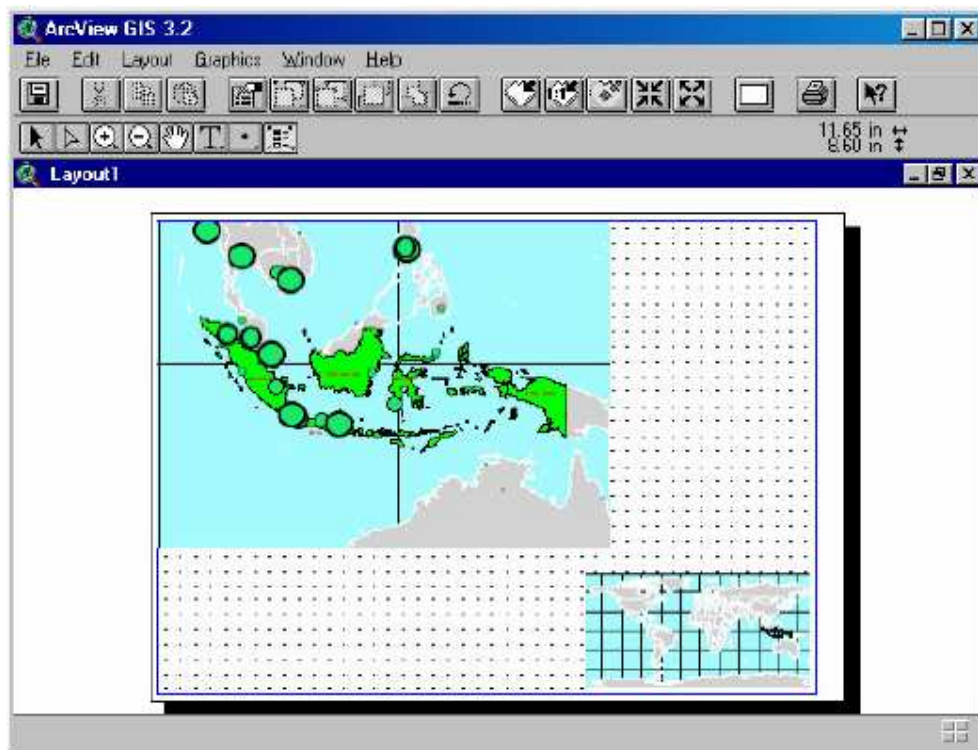 ArcView GIS 3.2
File Edit Layout Graphics Window Help
T
?
11.65 in
8.60 in
Layout1